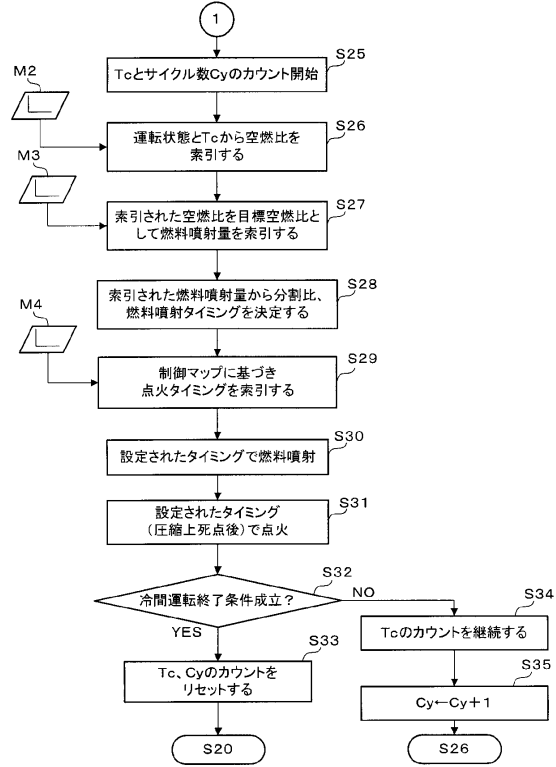 1
S25
Tcとサイクル数Cyのカウント開始
M2
S26
運転状態とTcから空燃比を
索引する
M3
S27
索引された空燃比を目標空燃比と
して燃料噴射量を索引する
S28
索引された燃料噴射量から分割比、
燃料噴射タイミングを決定する
M4
S29
制御マップに基づき
点火タイミングを索引する
S30
設定されたタイミングで燃料噴射
S31
設定されたタイミング
(圧縮上死点後)で点火
S32
冷間運転終了条件成立?
NO
YES
S33
Tc、Cyのカウントを
リセットする
S20
S34
Tcのカウントを継続する
S35
Cy←Cy+1
S26